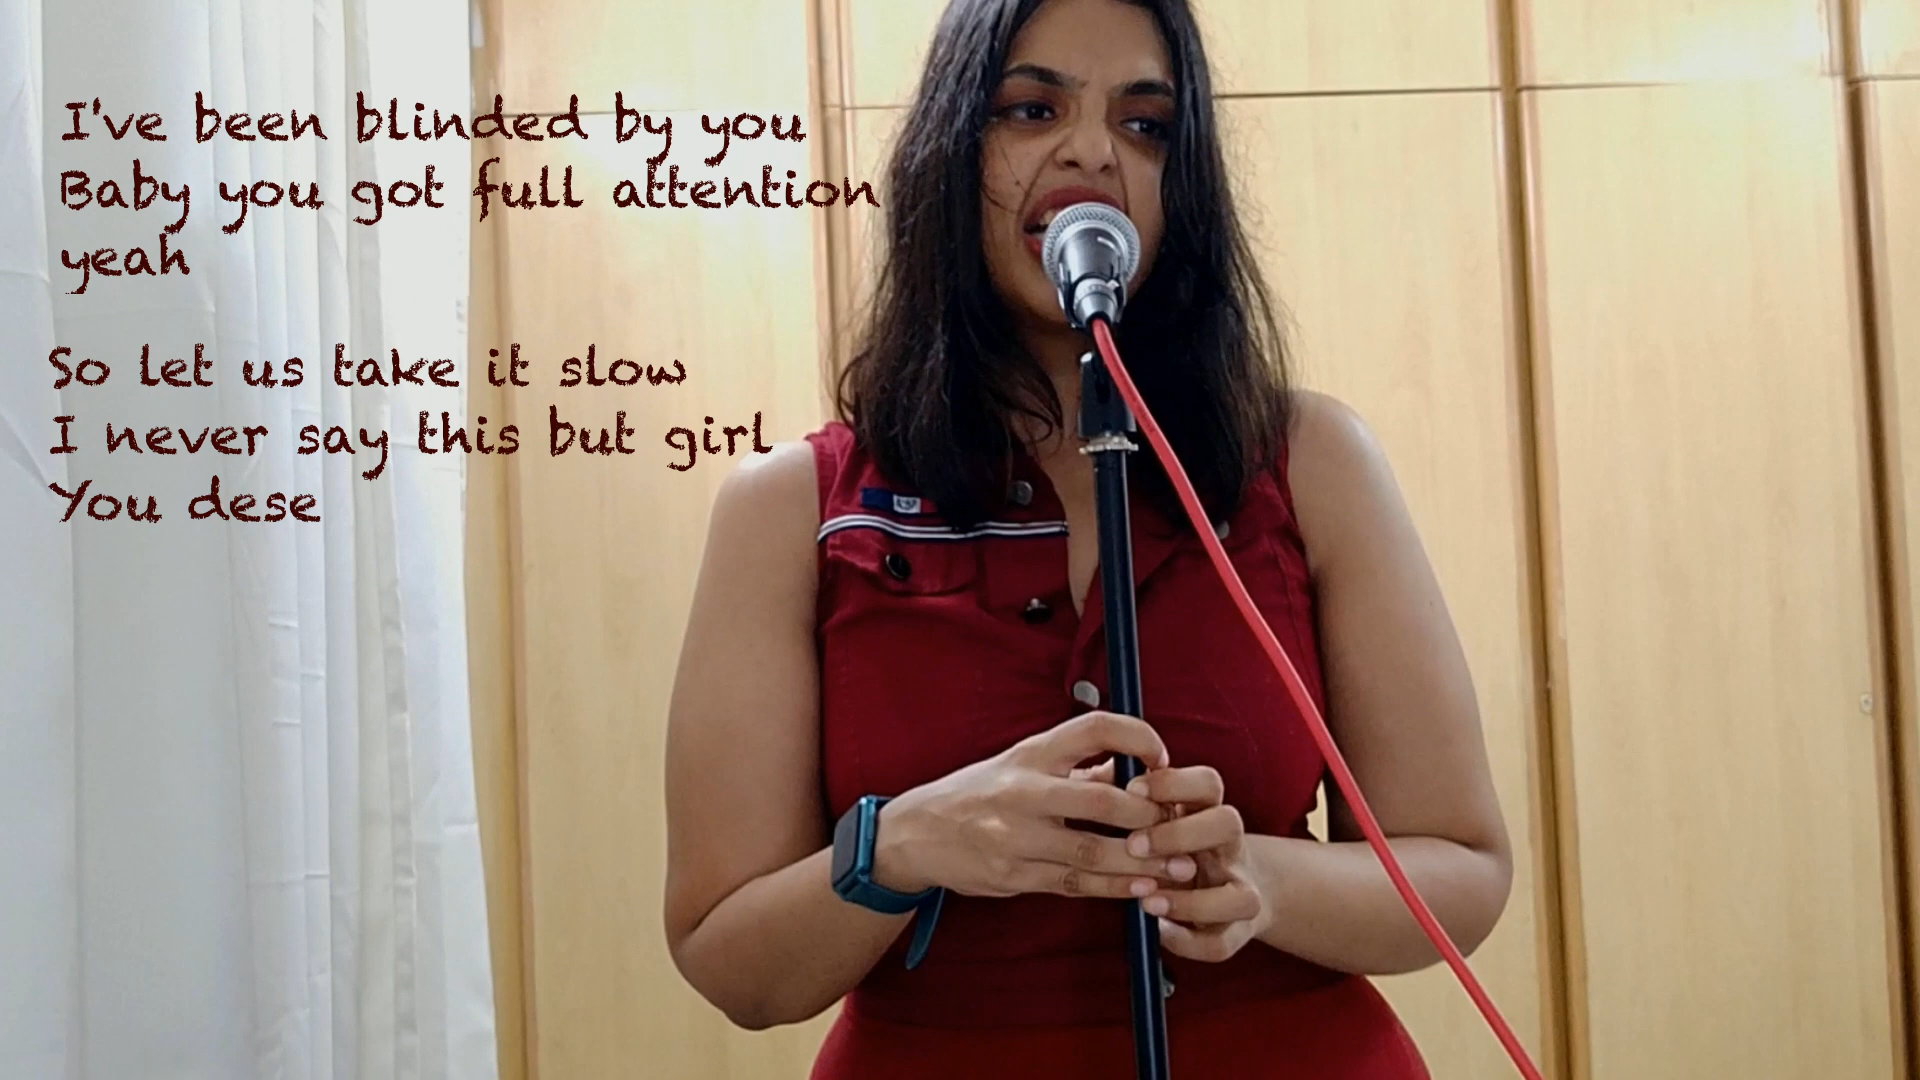 I've been blinded by you
Baby you got full attention
yeah
So let us take it slow
I never say this but girl
You dese